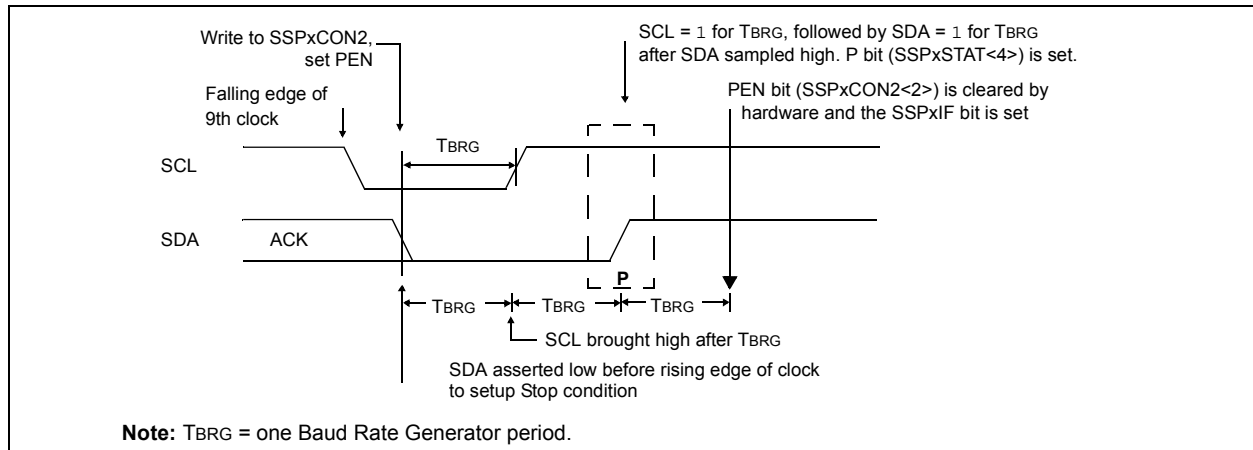 Write to SSPxCON2,
set PEN
SCL = 1 for TBRG, followed by SDA = 1 for TBRG
after SDA sampled high. P bit (SSPxSTAT<4>) is set.
Falling edge of
9th clock
PEN bit (SSPxCON2<2>) is cleared by
hardware and the SSPxIF bit is set
TBRG
SCL
SDA
ACK
P
TBRG
TBRG
TBRG
SCL brought high after TBRG
SDA asserted low before rising edge of clock
to setup Stop condition
Note: TBRG = one Baud Rate Generator period.